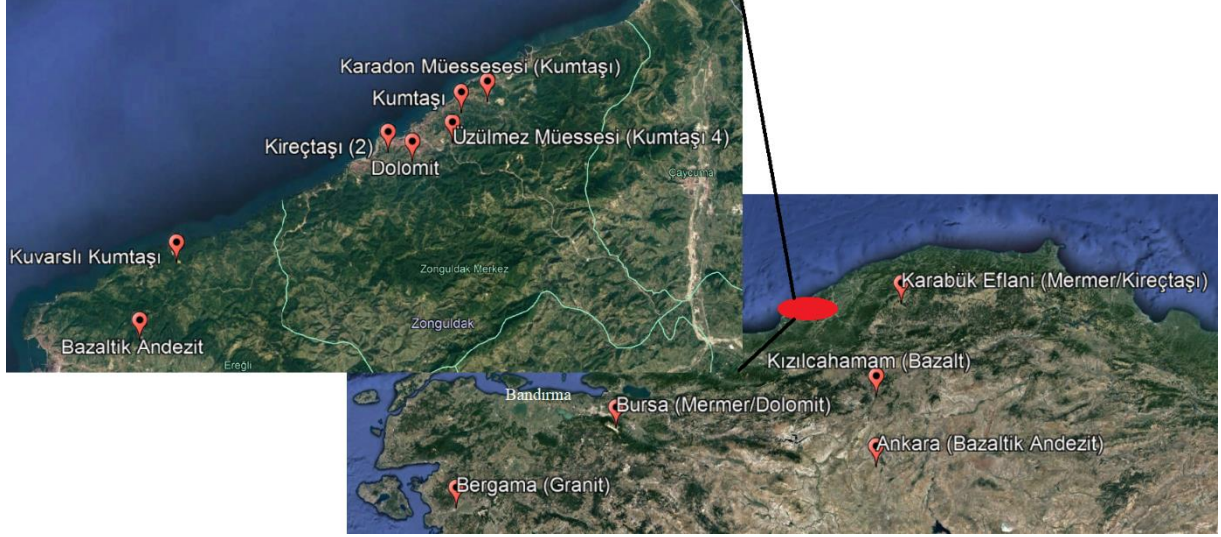 Karadon Müessesesi (Kumtaşı)
Kumtaşı
Üzülmez Müessesi (Kumtaşı 4)
Kireçtaşı (2)
Dolomit
Çaycuma
Kuvarslı Kumtaşı
Zonguldak Merkez
Zonguldak
Bazaltik Andezit
Ereğli
Karabük Eflani (Mermer/Kireçtaşı)
Kızılcahamam (Bazalt)
Bandırma
Bursa (Mermer/Dolomit)
Ankara (Bazaltik Andezit)
Bergama (Granit)